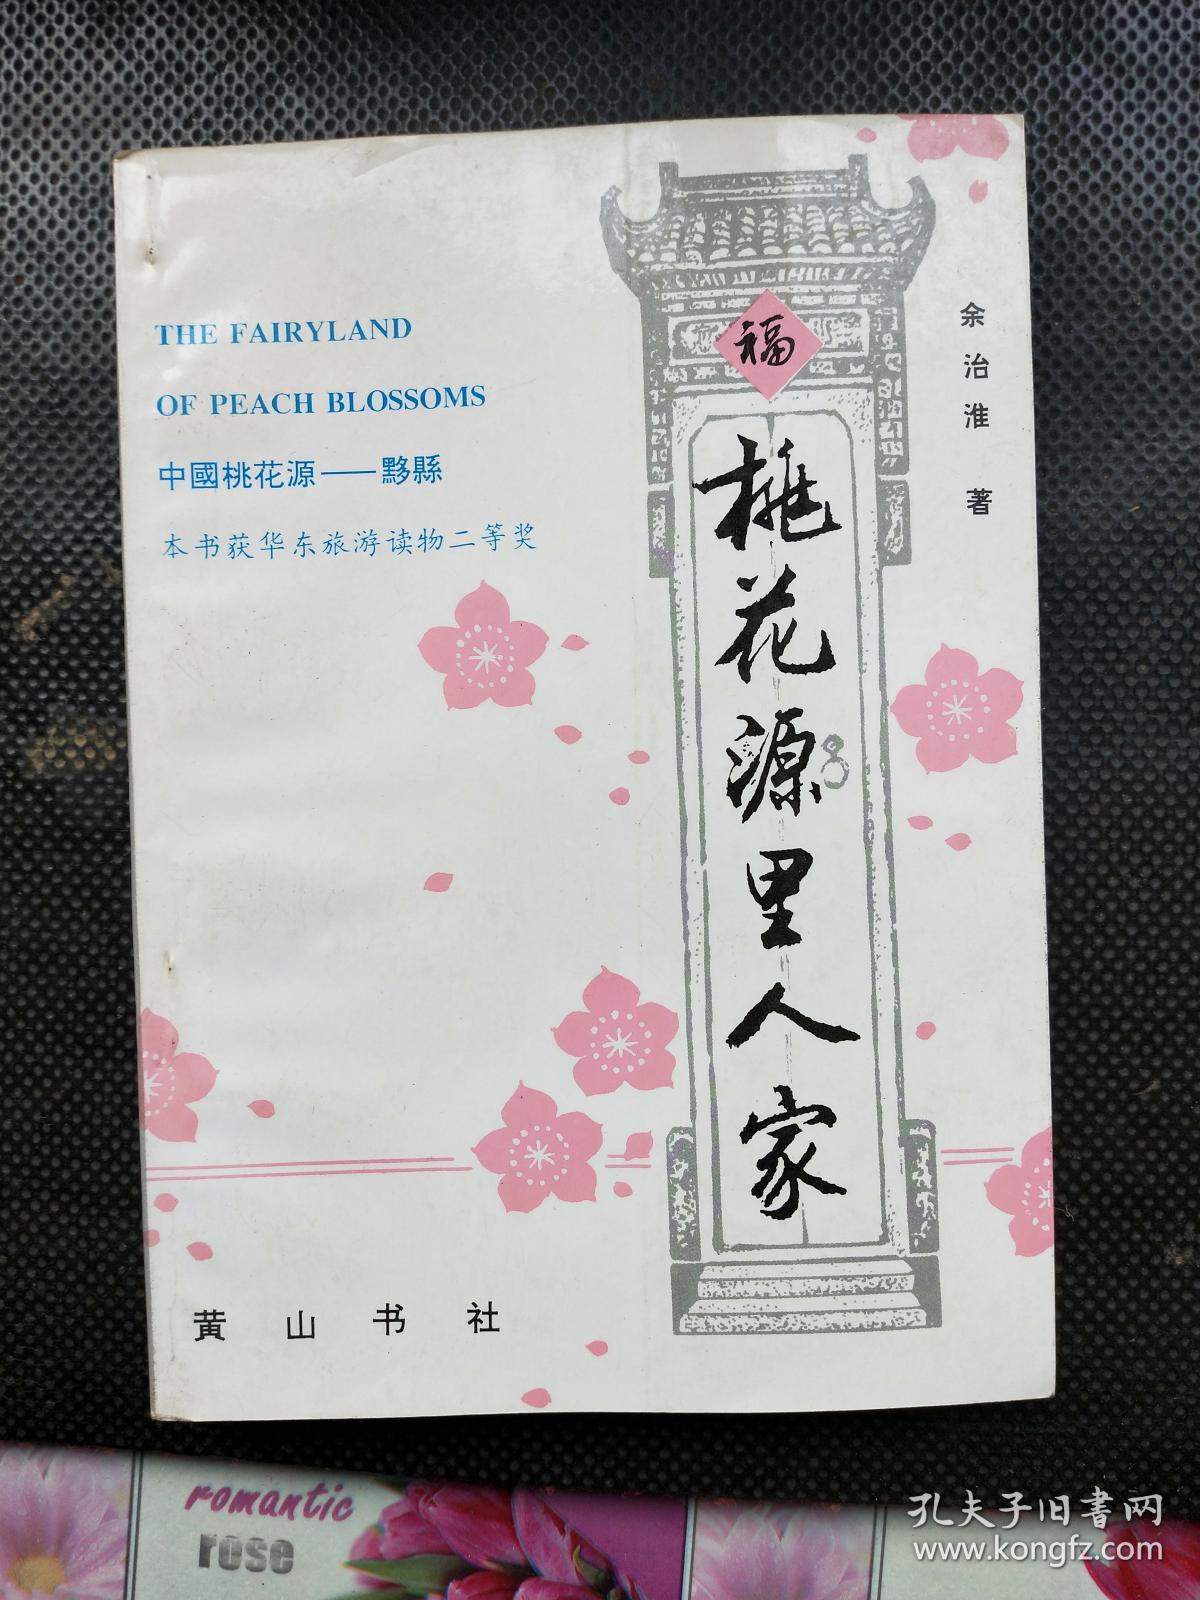 THE FAIRYLAND
OF PEACH BLOSSOMS
中國桃花源——黟縣
本书获华东旅游读物二等奖
福
桃花源里人家
余治淮 著
黄山书社
romantic
rose
孔夫子旧書网
www.kongfz.com